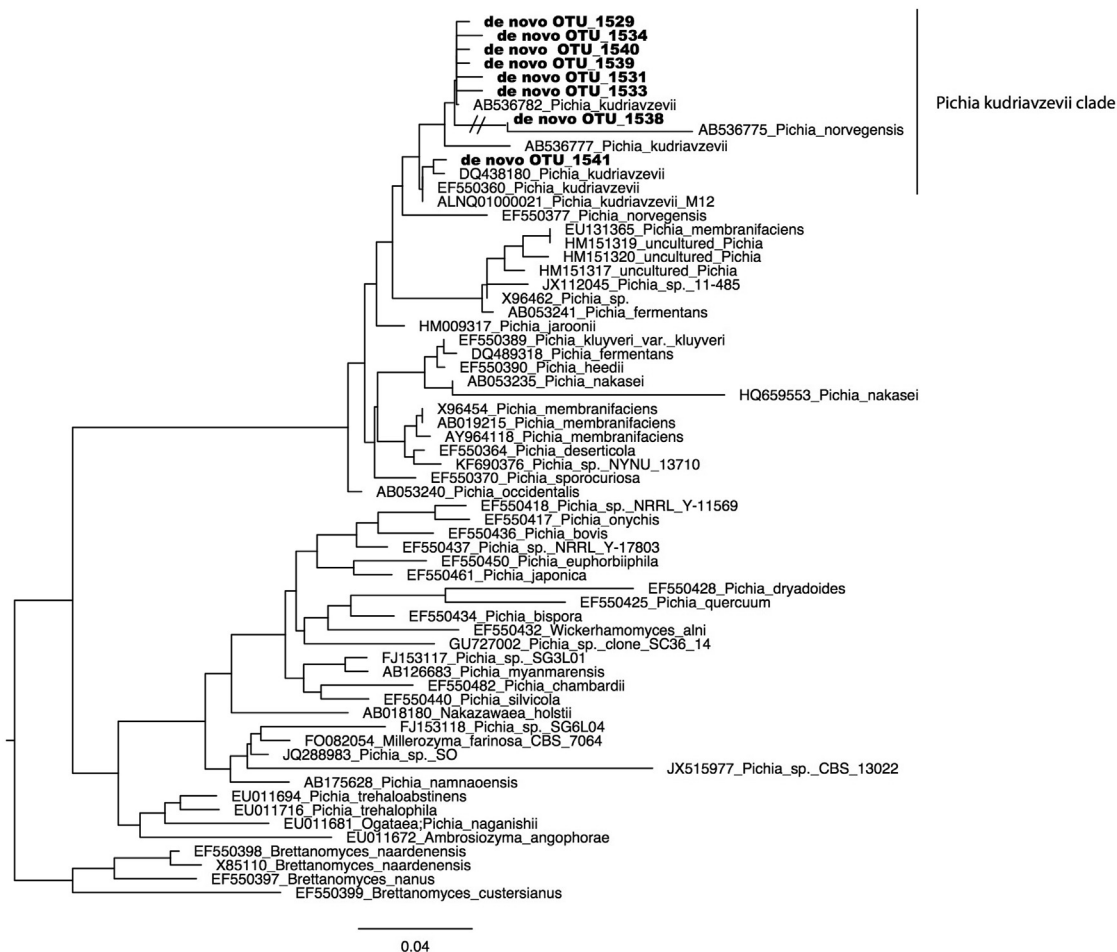 de novo OTU_1529
de novo OTU_1534
de novo OTU_1540
de novo OTU_1539
de novo OTU_1531
de novo OTU_1533
AB536782_Pichia_kudriavzevii
Pichia kudriavzevii clade
de novo OTU_1538
AB536775_Pichia_norvegensis
AB536777_Pichia_kudriavzevii
de novo OTU_1541
DQ438180_Pichia_kudriavzevii
EF550360_Pichia_kudriavzevii
ALNQ01000021_Pichia_kudriavzevii_M12
EF550377_Pichia_norvegensis
EU131365_Pichia_membranifaciens
HM151319_uncultured_Pichia
HM151320_uncultured_Pichia
HM151317_uncultured_Pichia
JX112045_Pichia_sp._11-485
X96462_Pichia_sp.
AB053241_Pichia_fermentans
HM009317_Pichia_jaroonii
EF550389_Pichia_kluyveri_var._kluyveri
DQ489318_Pichia_fermentans
EF550390_Pichia_heedii
AB053235_Pichia_nakasei
HQ659553_Pichia_nakasei
X96454_Pichia_membranifaciens
AB019215_Pichia_membranifaciens
AY964118_Pichia_membranifaciens
EF550364_Pichia_deserticola
KF690376_Pichia_sp._NYNU_13710
EF550370_Pichia_sporocuriosa
AB053240_Pichia_occidentalis
EF550418_Pichia_sp._NRRL_Y-11569
EF550417_Pichia_onychis
EF550436_Pichia_bovis
EF550437_Pichia_sp._NRRL_Y-17803
EF550450_Pichia_euphorbiiphila
EF550461_Pichia_japonica
EF550428_Pichia_dryadoides
EF550425_Pichia_quercuum
EF550434_Pichia_bispora
EF550432_Wickerhamomyces_alni
GU727002_Pichia_sp._clone_SC36_14
FJ153117_Pichia_sp._SG3L01
AB126683_Pichia_myanmarensis
EF550482_Pichia_chambardii
EF550440_Pichia_silvicola
AB018180_Nakazawaea_holstii
FJ153118_Pichia_sp._SG6L04
FO082054_Millerozyma_farinosa_CBS_7064
JQ288983_Pichia_sp._SO
JX515977_Pichia_sp._CBS_13022
AB175628_Pichia_namnaoensis
EU011694_Pichia_trehaloabstinens
EU011716_Pichia_trehalophila
EU011681_Ogataea;Pichia_naganishii
EU011672_Ambrosiozyma_angophorae
EF550398_Brettanomyces_naardenensis
X85110_Brettanomyces_naardenensis
EF550397_Brettanomyces_nanus
EF550399_Brettanomyces_custersianus
0.04